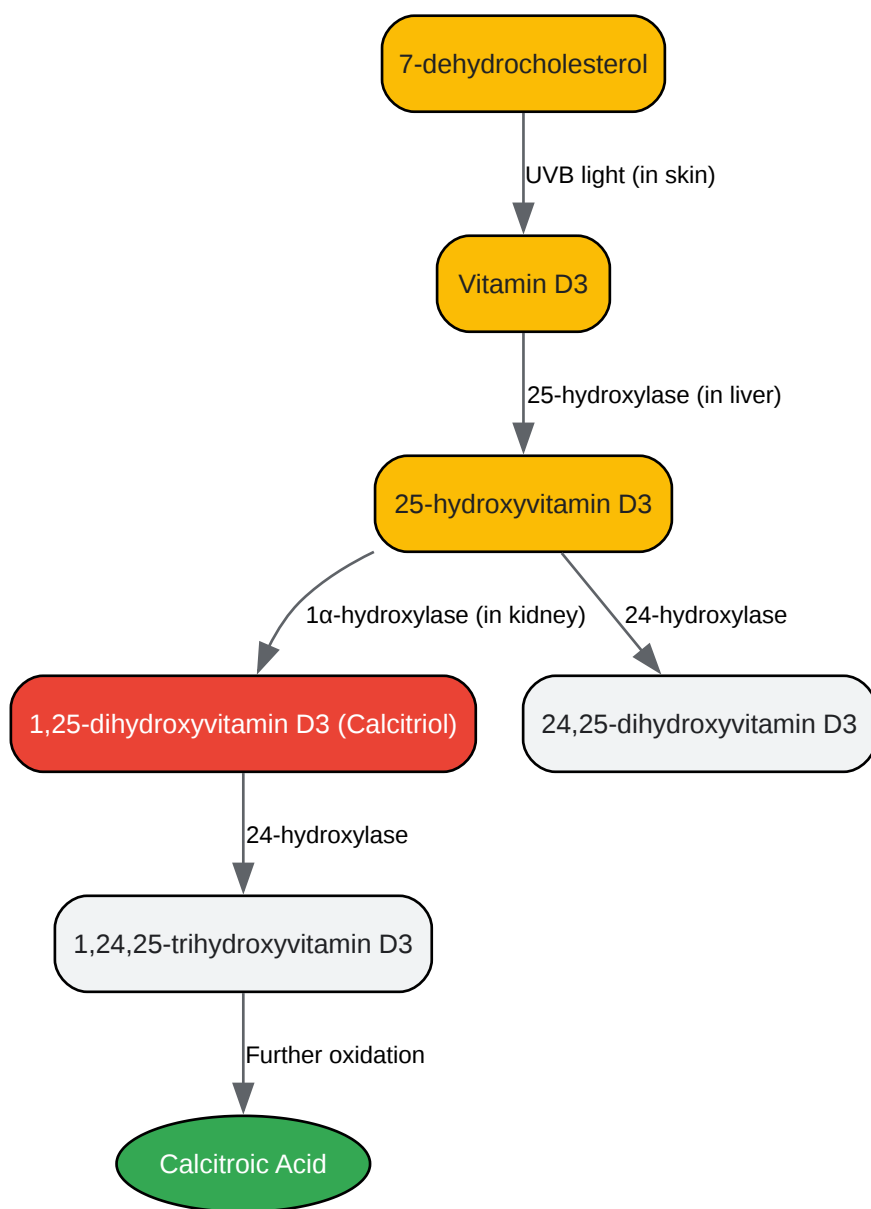 7-dehydrocholesterol
UVB light (in skin)
Vitamin D3
25-hydroxylase (in liver)
25-hydroxyvitamin D3
1α-hydroxylase (in kidney)
24-hydroxylase
1,25-dihydroxyvitamin D3 (Calcitriol)
24,25-dihydroxyvitamin D3
24-hydroxylase
1,24,25-trihydroxyvitamin D3
Further oxidation
Calcitroic Acid